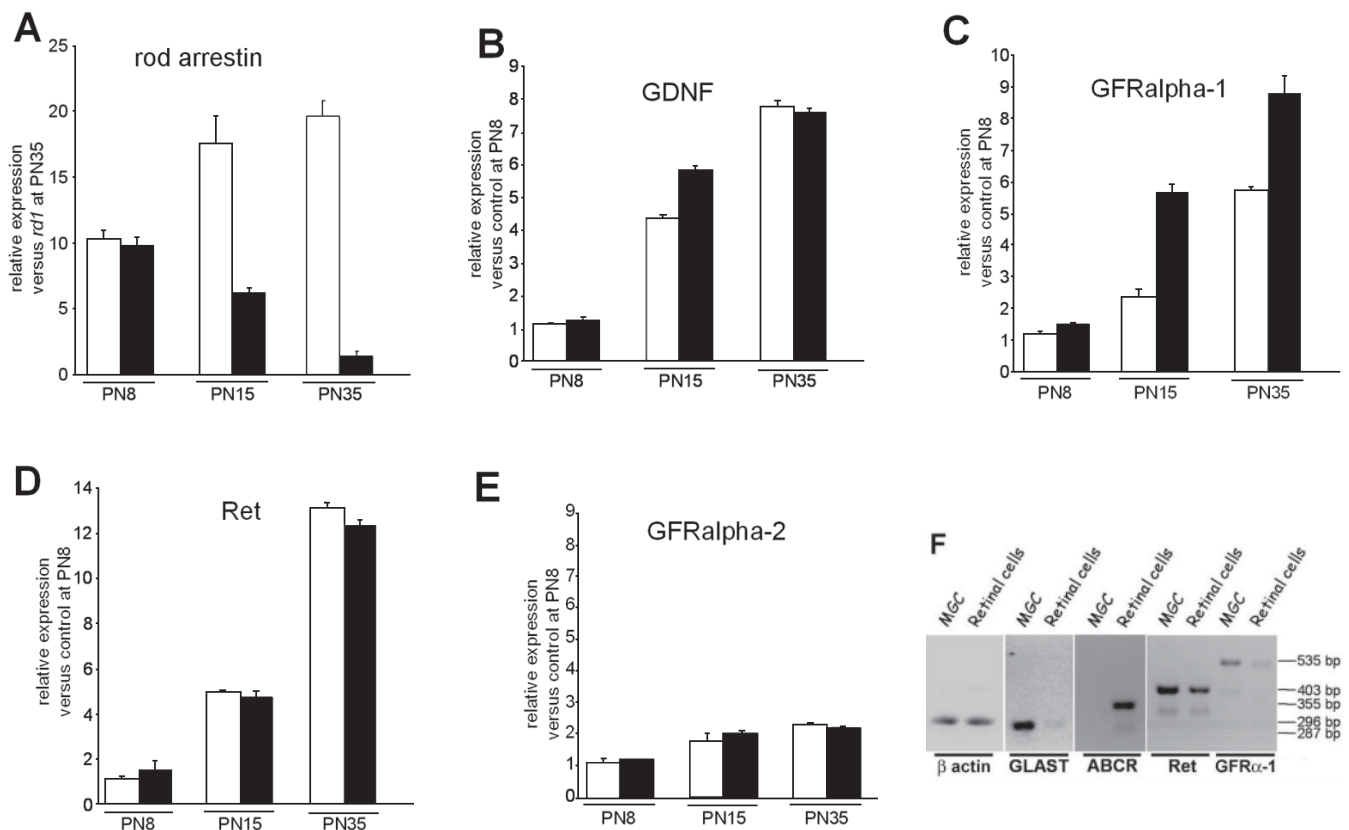 A
rod arrestin
relative expression
versus rd1 at PN35
25
20
15
10
5
0
PN8 PN15 PN35
B
GDNF
relative expression
versus control at PN8
9
8
7
6
5
4
3
2
1
0
PN8 PN15 PN35
C
GFRalpha-1
relative expression
versus control at PN8
10
9
8
7
6
5
4
3
2
1
0
PN8 PN15 PN35
D
Ret
relative expression
versus control at PN8
14
12
10
8
6
4
2
0
PN8 PN15 PN35
E
GFRalpha-2
relative expression
versus control at PN8
9
8
7
6
5
4
3
2
1
0
PN8 PN15 PN35
F
MGC Retinal cells MGC Retinal cells MGC Retinal cells MGC Retinal cells MGC Retinal cells
535 bp
403 bp
355 bp
296 bp
287 bp
β actin GLAST ABCR Ret GFRα-1